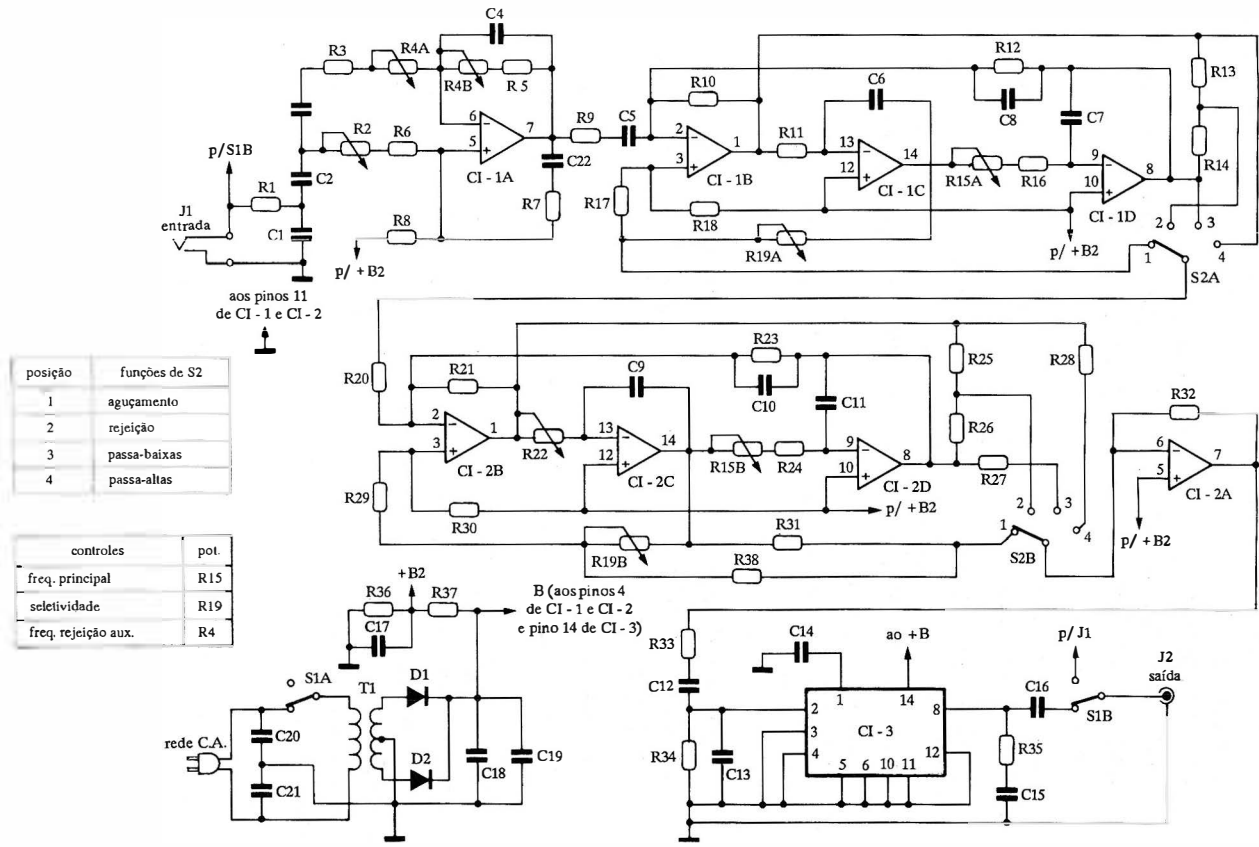 C4
R3
R4A
R4B
R 5
R2
R6
6
5
7
CI - 1A
R9
C5
C22
R7
R8
p/ +B2
p/S1B
R1
C2
C1
J1
entrada
aos pinos 11
de CI - 1 e CI - 2
R10
2
3
1
CI - 1B
R11
R17
R18
C6
13
12
14
CI - 1C
R19A
R12
C8
C7
R15A
R16
9
10
8
CI - 1D
p/ +B2
R13
R14
2
3
1
4
S2A
posição funções de S2
1 aguçamento
2 rejeição
3 passa-baixas
4 passa-altas
controles pot.
freq. principal R15
seletividade R19
freq. rejeição aux. R4
R20
R21
2
3
1
CI - 2B
R29
R30
R22
C9
13
12
14
CI - 2C
R19B
R23
C10
C11
R15B
R24
9
10
8
CI - 2D
p/ +B2
R31
R38
R25
R26
R27
R28
2
3
1
4
S2B
R32
6
5
7
CI - 2A
p/ +B2
+B2
R36
R37
C17
B (aos pinos 4
de CI - 1 e CI - 2
e pino 14 de CI - 3)
S1A
T1
D1
D2
rede C.A.
C20
C21
C18
C19
R33
C12
R34
C13
C14
ao +B
1
14
2
3
4
CI - 3
8
12
5
6
10
11
C16
R35
C15
p/ J1
S1B
J2
saída